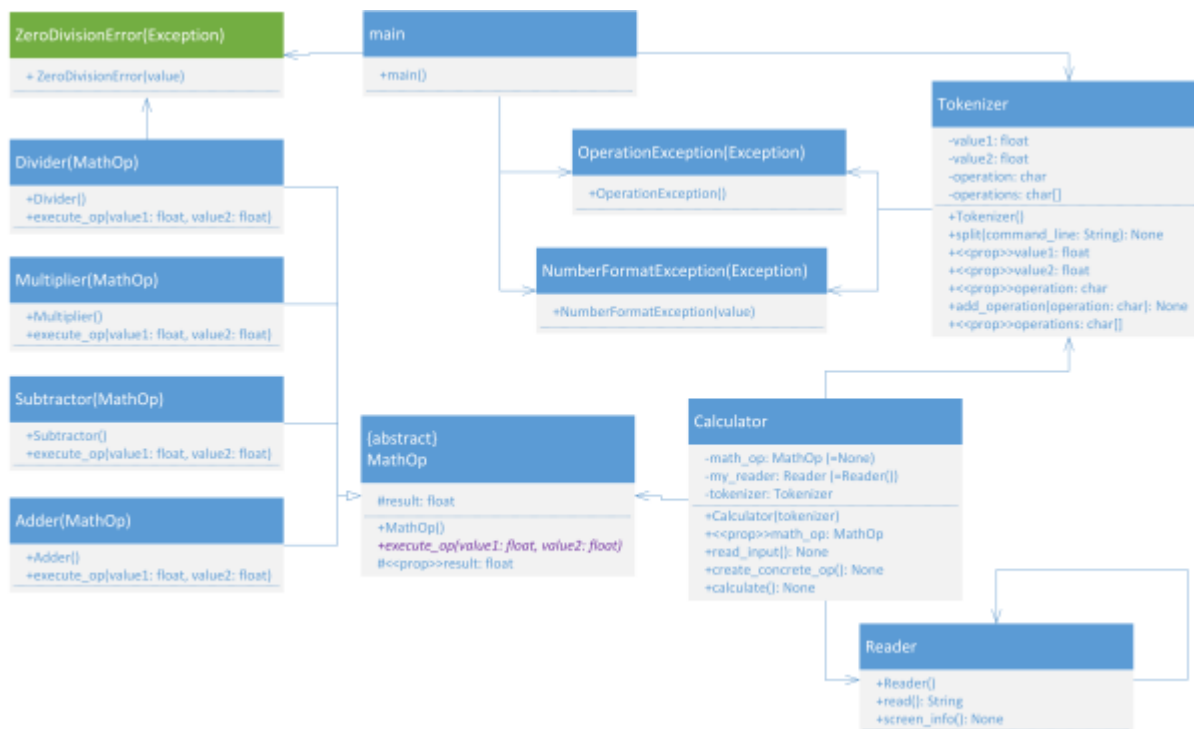 ZeroDivisionError(Exception)
+ ZeroDivisionError(value)
main
+main()
Tokenizer
-value1: float
-value2: float
-operation: char
-operations: char[]
+Tokenizer()
+split(command_line: String): None
+<<prop>>value1: float
+<<prop>>value2: float
+<<prop>>operation: char
+add_operation(operation: char): None
+<<prop>>operations: char[]
OperationException(Exception)
+OperationException()
NumberFormatException(Exception)
+NumberFormatException(value)
Divider(MathOp)
+Divider()
+execute_op(value1: float, value2: float)
Multiplier(MathOp)
+Multiplier()
+execute_op(value1: float, value2: float)
Subtractor(MathOp)
+Subtractor()
+execute_op(value1: float, value2: float)
Adder(MathOp)
+Adder()
+execute_op(value1: float, value2: float)
{abstract}
MathOp
#result: float
+MathOp()
+execute_op(value1: float, value2: float)
#<<prop>>result: float
Calculator
-math_op: MathOp (=None)
-my_reader: Reader (=Reader())
-tokenizer: Tokenizer
+Calculator(tokenizer)
+<<prop>>math_op: MathOp
+read_input(): None
+create_concrete_op(): None
+calculate(): None
Reader
+Reader()
+read(): String
+screen_info(): None